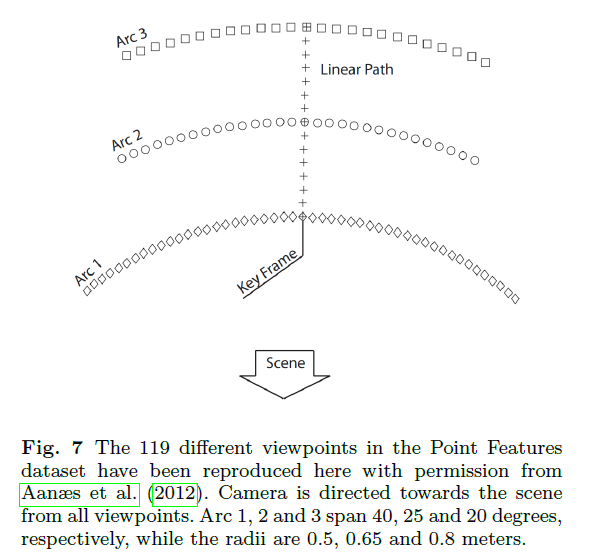 Arc 3
Linear Path
Arc 2
Arc 1
Key Frame
Scene
Fig. 7 The 119 different viewpoints in the Point Features
dataset have been reproduced here with permission from
Aanæs et al. (2012). Camera is directed towards the scene
from all viewpoints. Arc 1, 2 and 3 span 40, 25 and 20 degrees,
respectively, while the radii are 0.5, 0.65 and 0.8 meters.